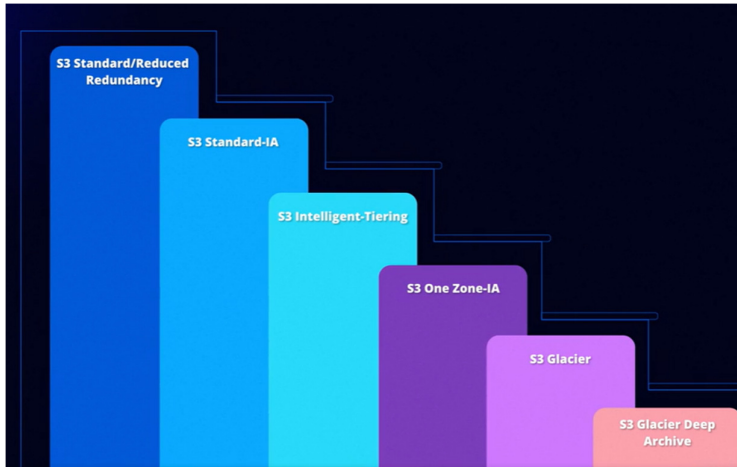 S3 Standard/Reduced
Redundancy
S3 Standard-IA
S3 Intelligent-Tiering
S3 One Zone-IA
S3 Glacier
S3 Glacier Deep
Archive